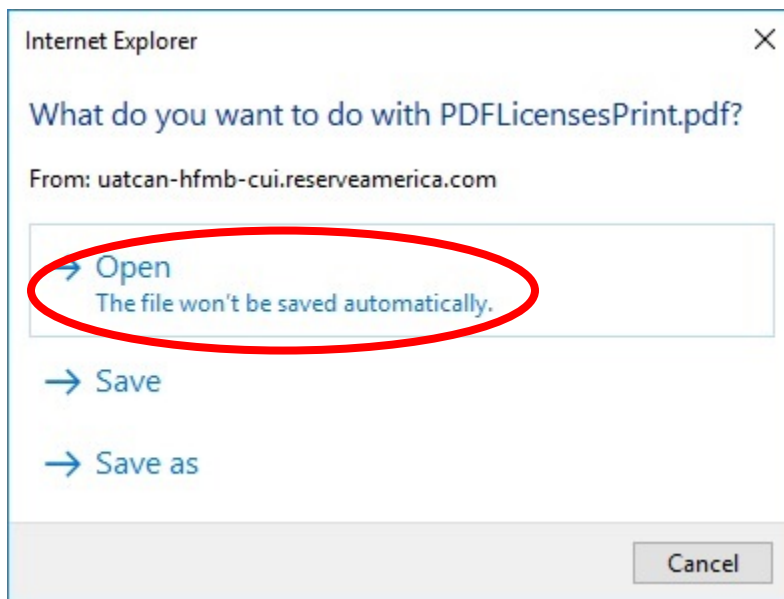 Internet Explorer
What do you want to do with PDFLicensesPrint.pdf?
From: uatcan-hfmb-cui.reserveamerica.com
Open
The file won't be saved automatically.
Save
Save as
Cancel